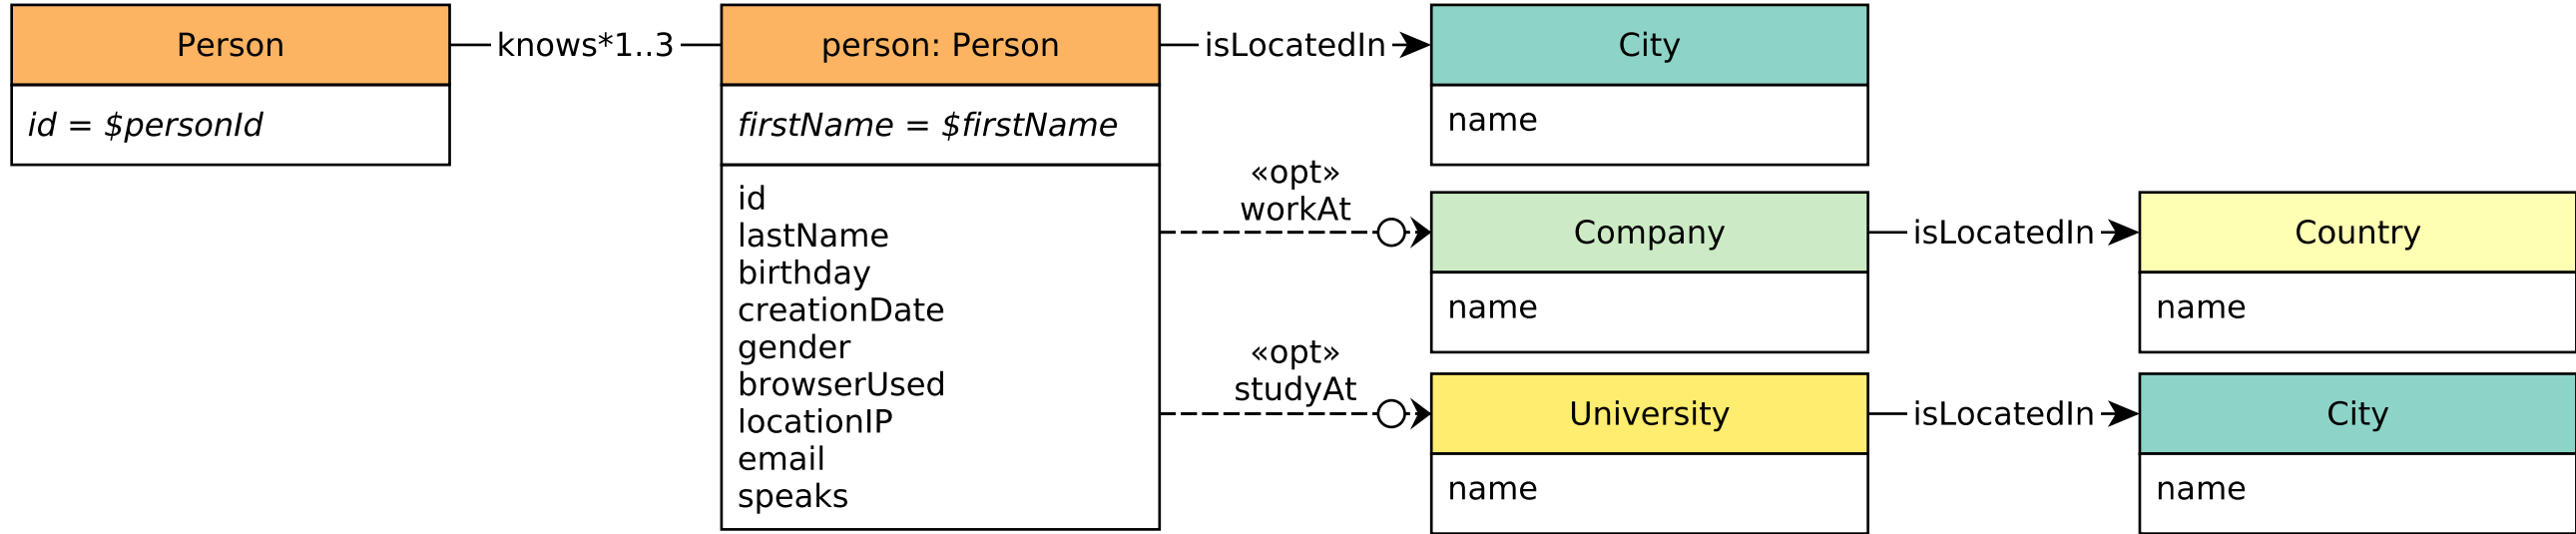 Person
id = $personId
knows*1..3
person: Person
firstName = $firstName
id
lastName
birthday
creationDate
gender
browserUsed
locationIP
email
speaks
isLocatedIn
City
name
«opt»
workAt
Company
name
isLocatedIn
Country
name
«opt»
studyAt
University
name
isLocatedIn
City
name